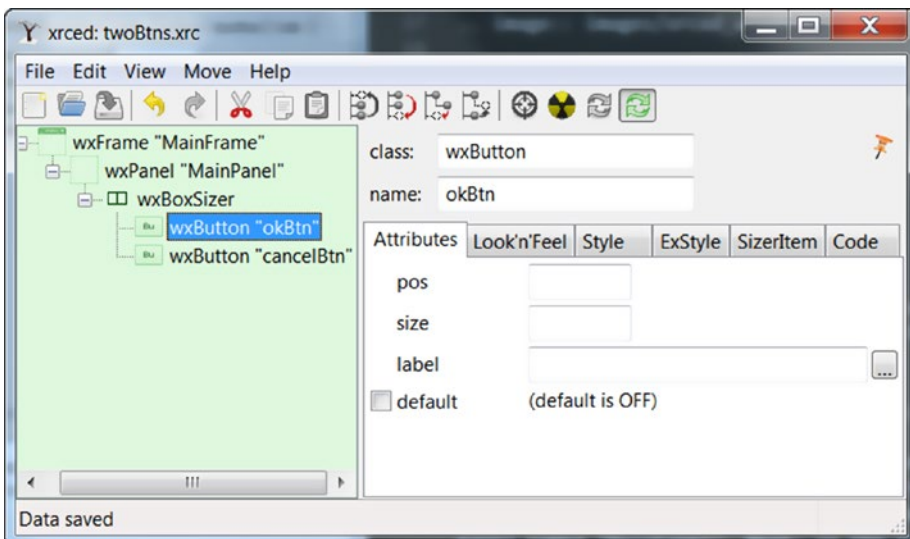 xrced: twoBtns.xrc
File Edit View Move Help
wxFrame "MainFrame"
wxPanel "MainPanel"
wxBoxSizer
wxButton "okBtn"
wxButton "cancelBtn"
class: wxButton
name: okBtn
Attributes Look'n'Feel Style ExStyle SizerItem Code
pos
size
label
...
default (default is OFF)
Data saved